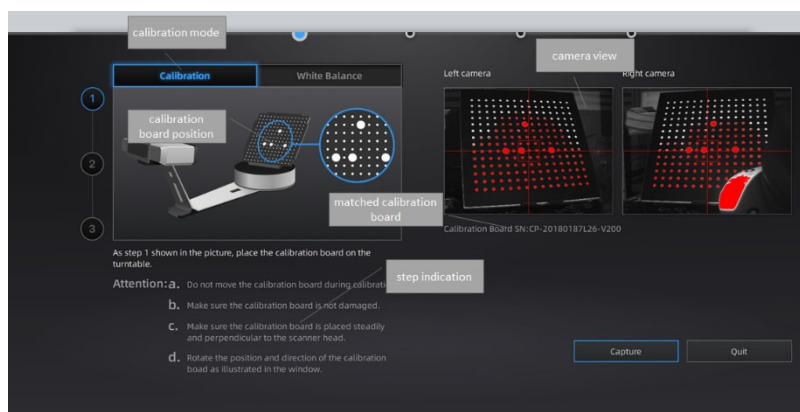 calibration mode
camera view
Calibration
White Balance
Left camera
Right camera
1
calibration
board position
2
matched calibration
board
3
Calibration Board SN:CP-20180187L26-V200
As step 1 shown in the picture, place the calibration board on the
turntable.
step indication
Attention:a. Do not move the calibration board during calibrati
b. Make sure the calibration board is not damaged.
c. Make sure the calibration board is placed steadily
and perpendicular to the scanner head.
d. Rotate the position and direction of the calibration
boad as illustrated in the window.
Capture
Quit